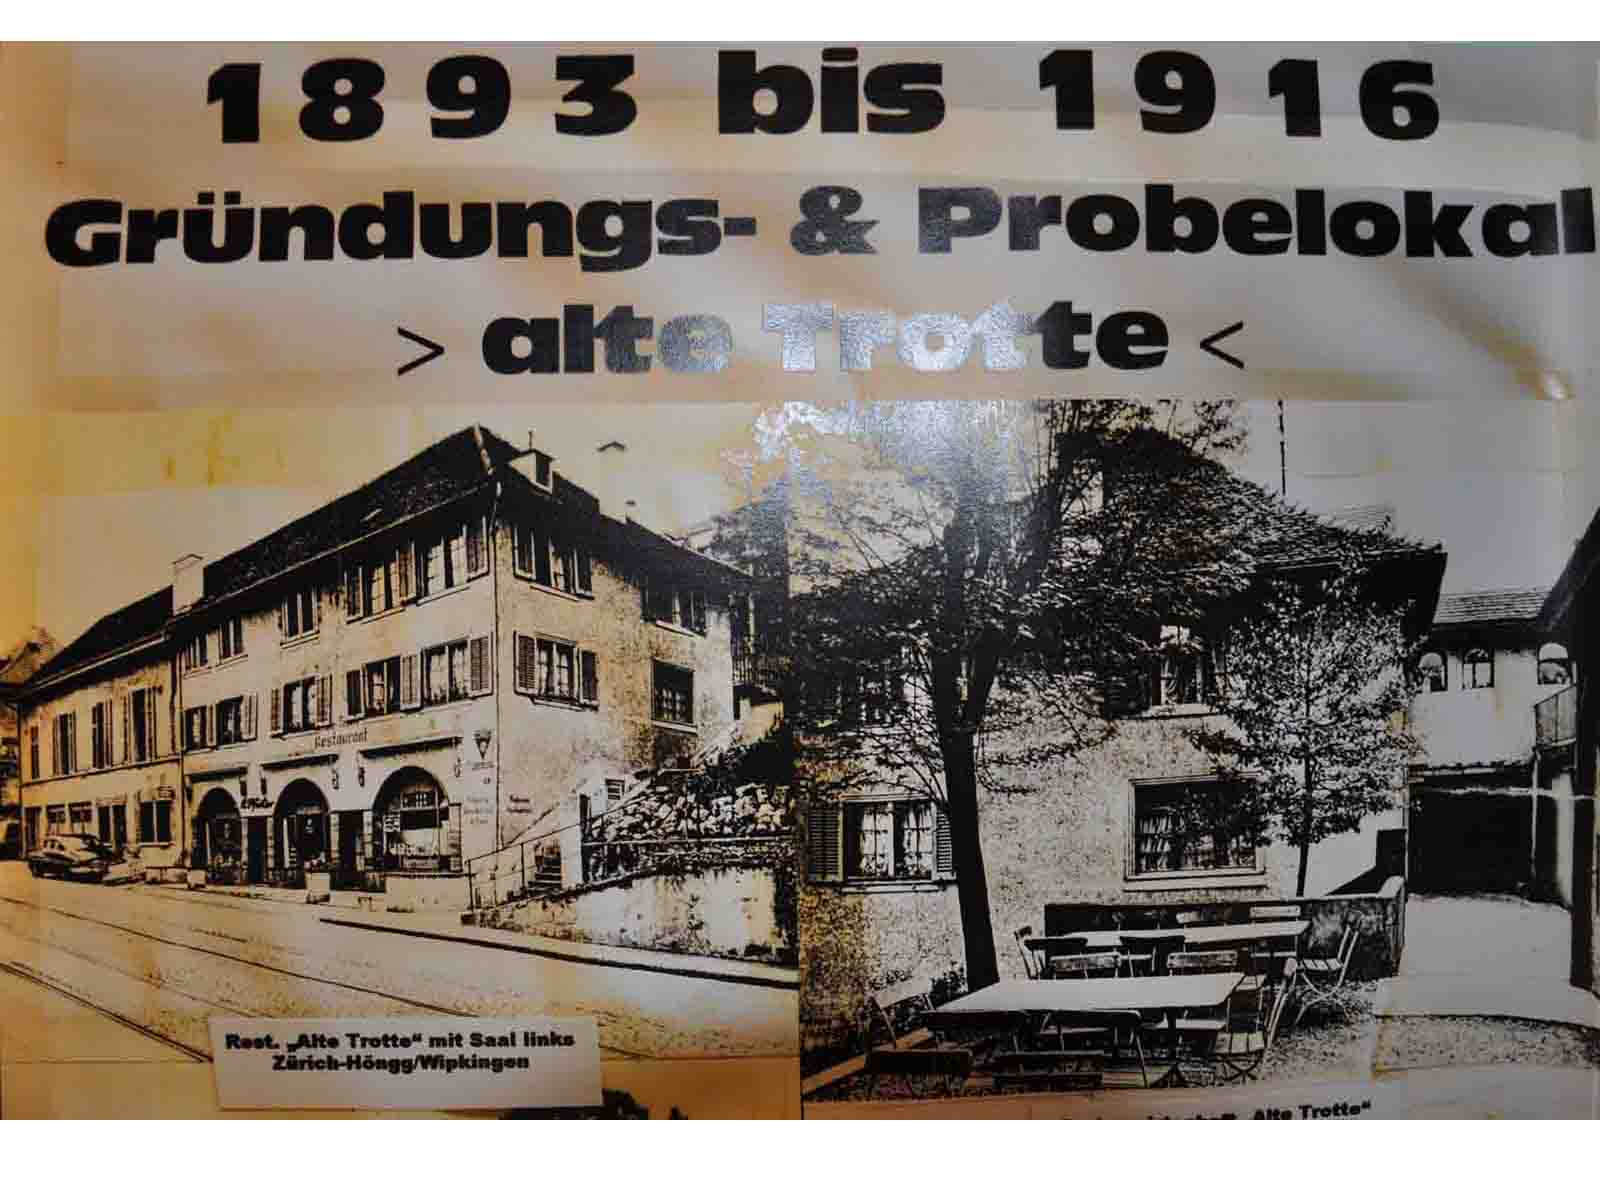 1893 bis 1916
Gründungs- & Probelokal
> alte Trotte <
Restaurant
Rest. „Alte Trotte“ mit Saal links
Zürich-Höngg/Wipkingen
„Alte Trotte“